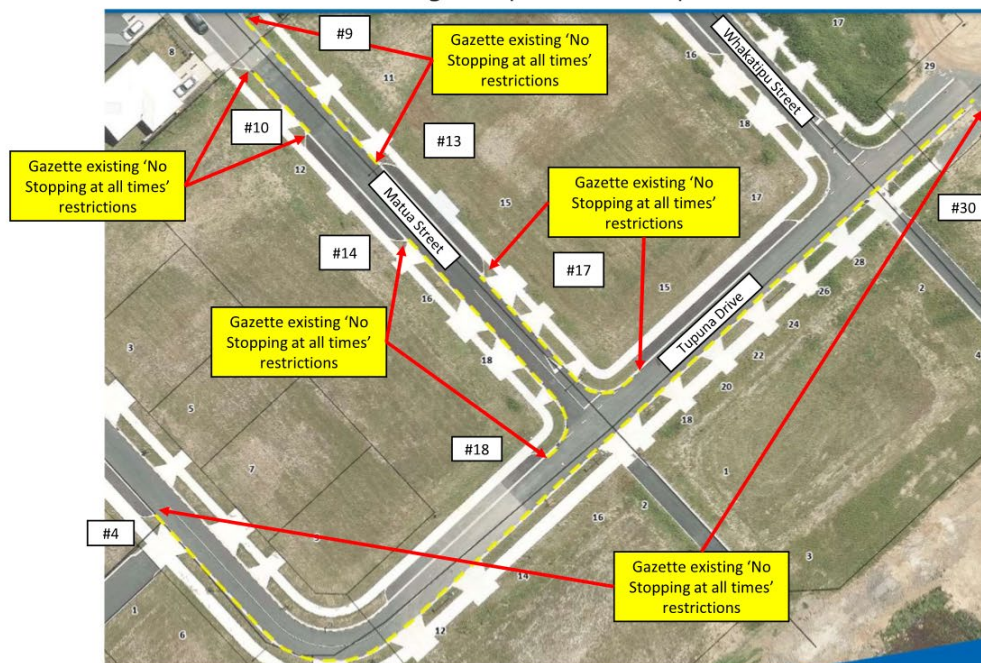 #9
Gazette existing 'No
Stopping at all times'
restrictions
Whakatipu Street
17
16
29
8
11
#10
#13
18
12
Gazette existing 'No
Stopping at all times'
restrictions
Matua Street
15
17
Gazette existing 'No
Stopping at all times'
restrictions
#30
#14
#17
16
15
28
2
26
Gazette existing 'No
Stopping at all times'
restrictions
Tupuna Drive
24
22
4
3
18
20
5
18
#18
7
1
16
2
#4
3
14
Gazette existing 'No
Stopping at all times'
restrictions
1
6
12